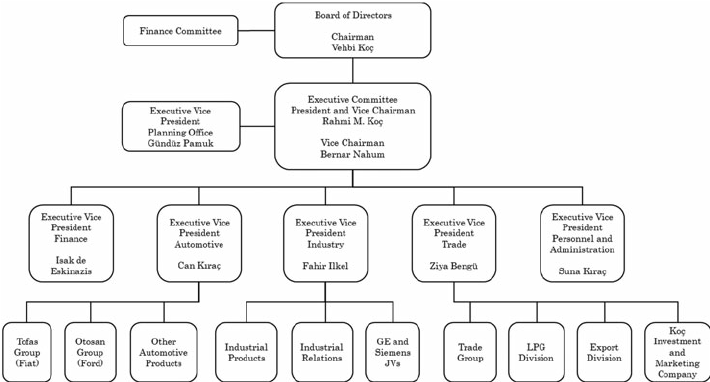 Board of Directors
Chairman
Vehbi Koç
Finance Committee
Executive Committee
President and Vice Chairman
Rahmi M. Koç
Vice Chairman
Bernar Nahum
Executive Vice
President
Planning Office
Gündüz Pamuk
Executive Vice
President
Finance
Isak de
Eskinazis
Executive Vice
President
Automotive
Can Kıraç
Executive Vice
President
Industry
Fahir Ilkel
Executive Vice
President
Trade
Ziya Bengü
Executive Vice
President
Personnel and
Administration
Suna Kıraç
Tofas
Group
(Fiat)
Otosan
Group
(Ford)
Other
Automotive
Products
Industrial
Products
Industrial
Relations
GE and
Siemens
JVs
Trade
Group
LPG
Division
Export
Division
Koç
Investment
and
Marketing
Company